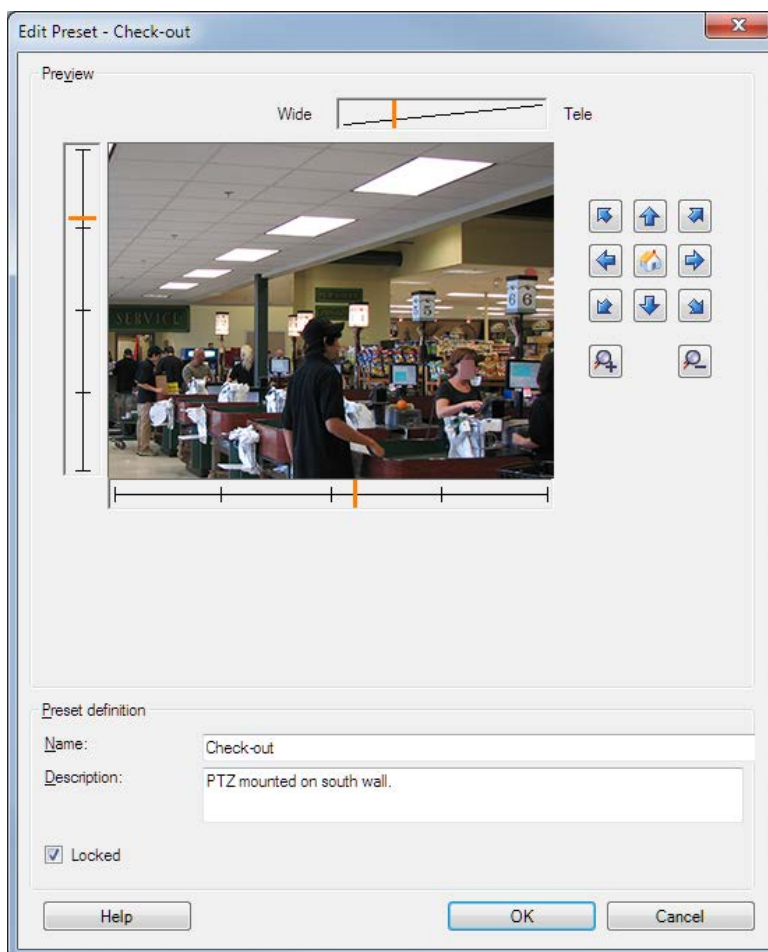 Edit Preset - Check-out
Preview
Wide
Tele
SERVICE
5 5
6 6
Preset definition
Name:
Check-out
Description:
PTZ mounted on south wall.
Locked
Help
OK
Cancel